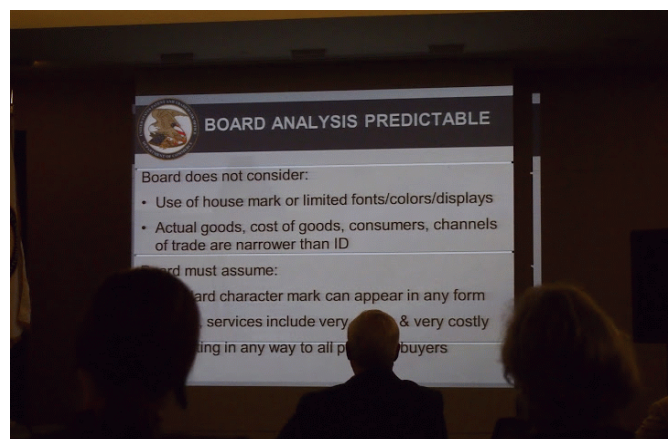 BOARD ANALYSIS PREDICTABLE
Board does not consider:
• Use of house mark or limited fonts/colors/displays
• Actual goods, cost of goods, consumers, channels
of trade are narrower than ID
must assume:
character mark can appear in any form
services include very & very costly
in any way to all buyers